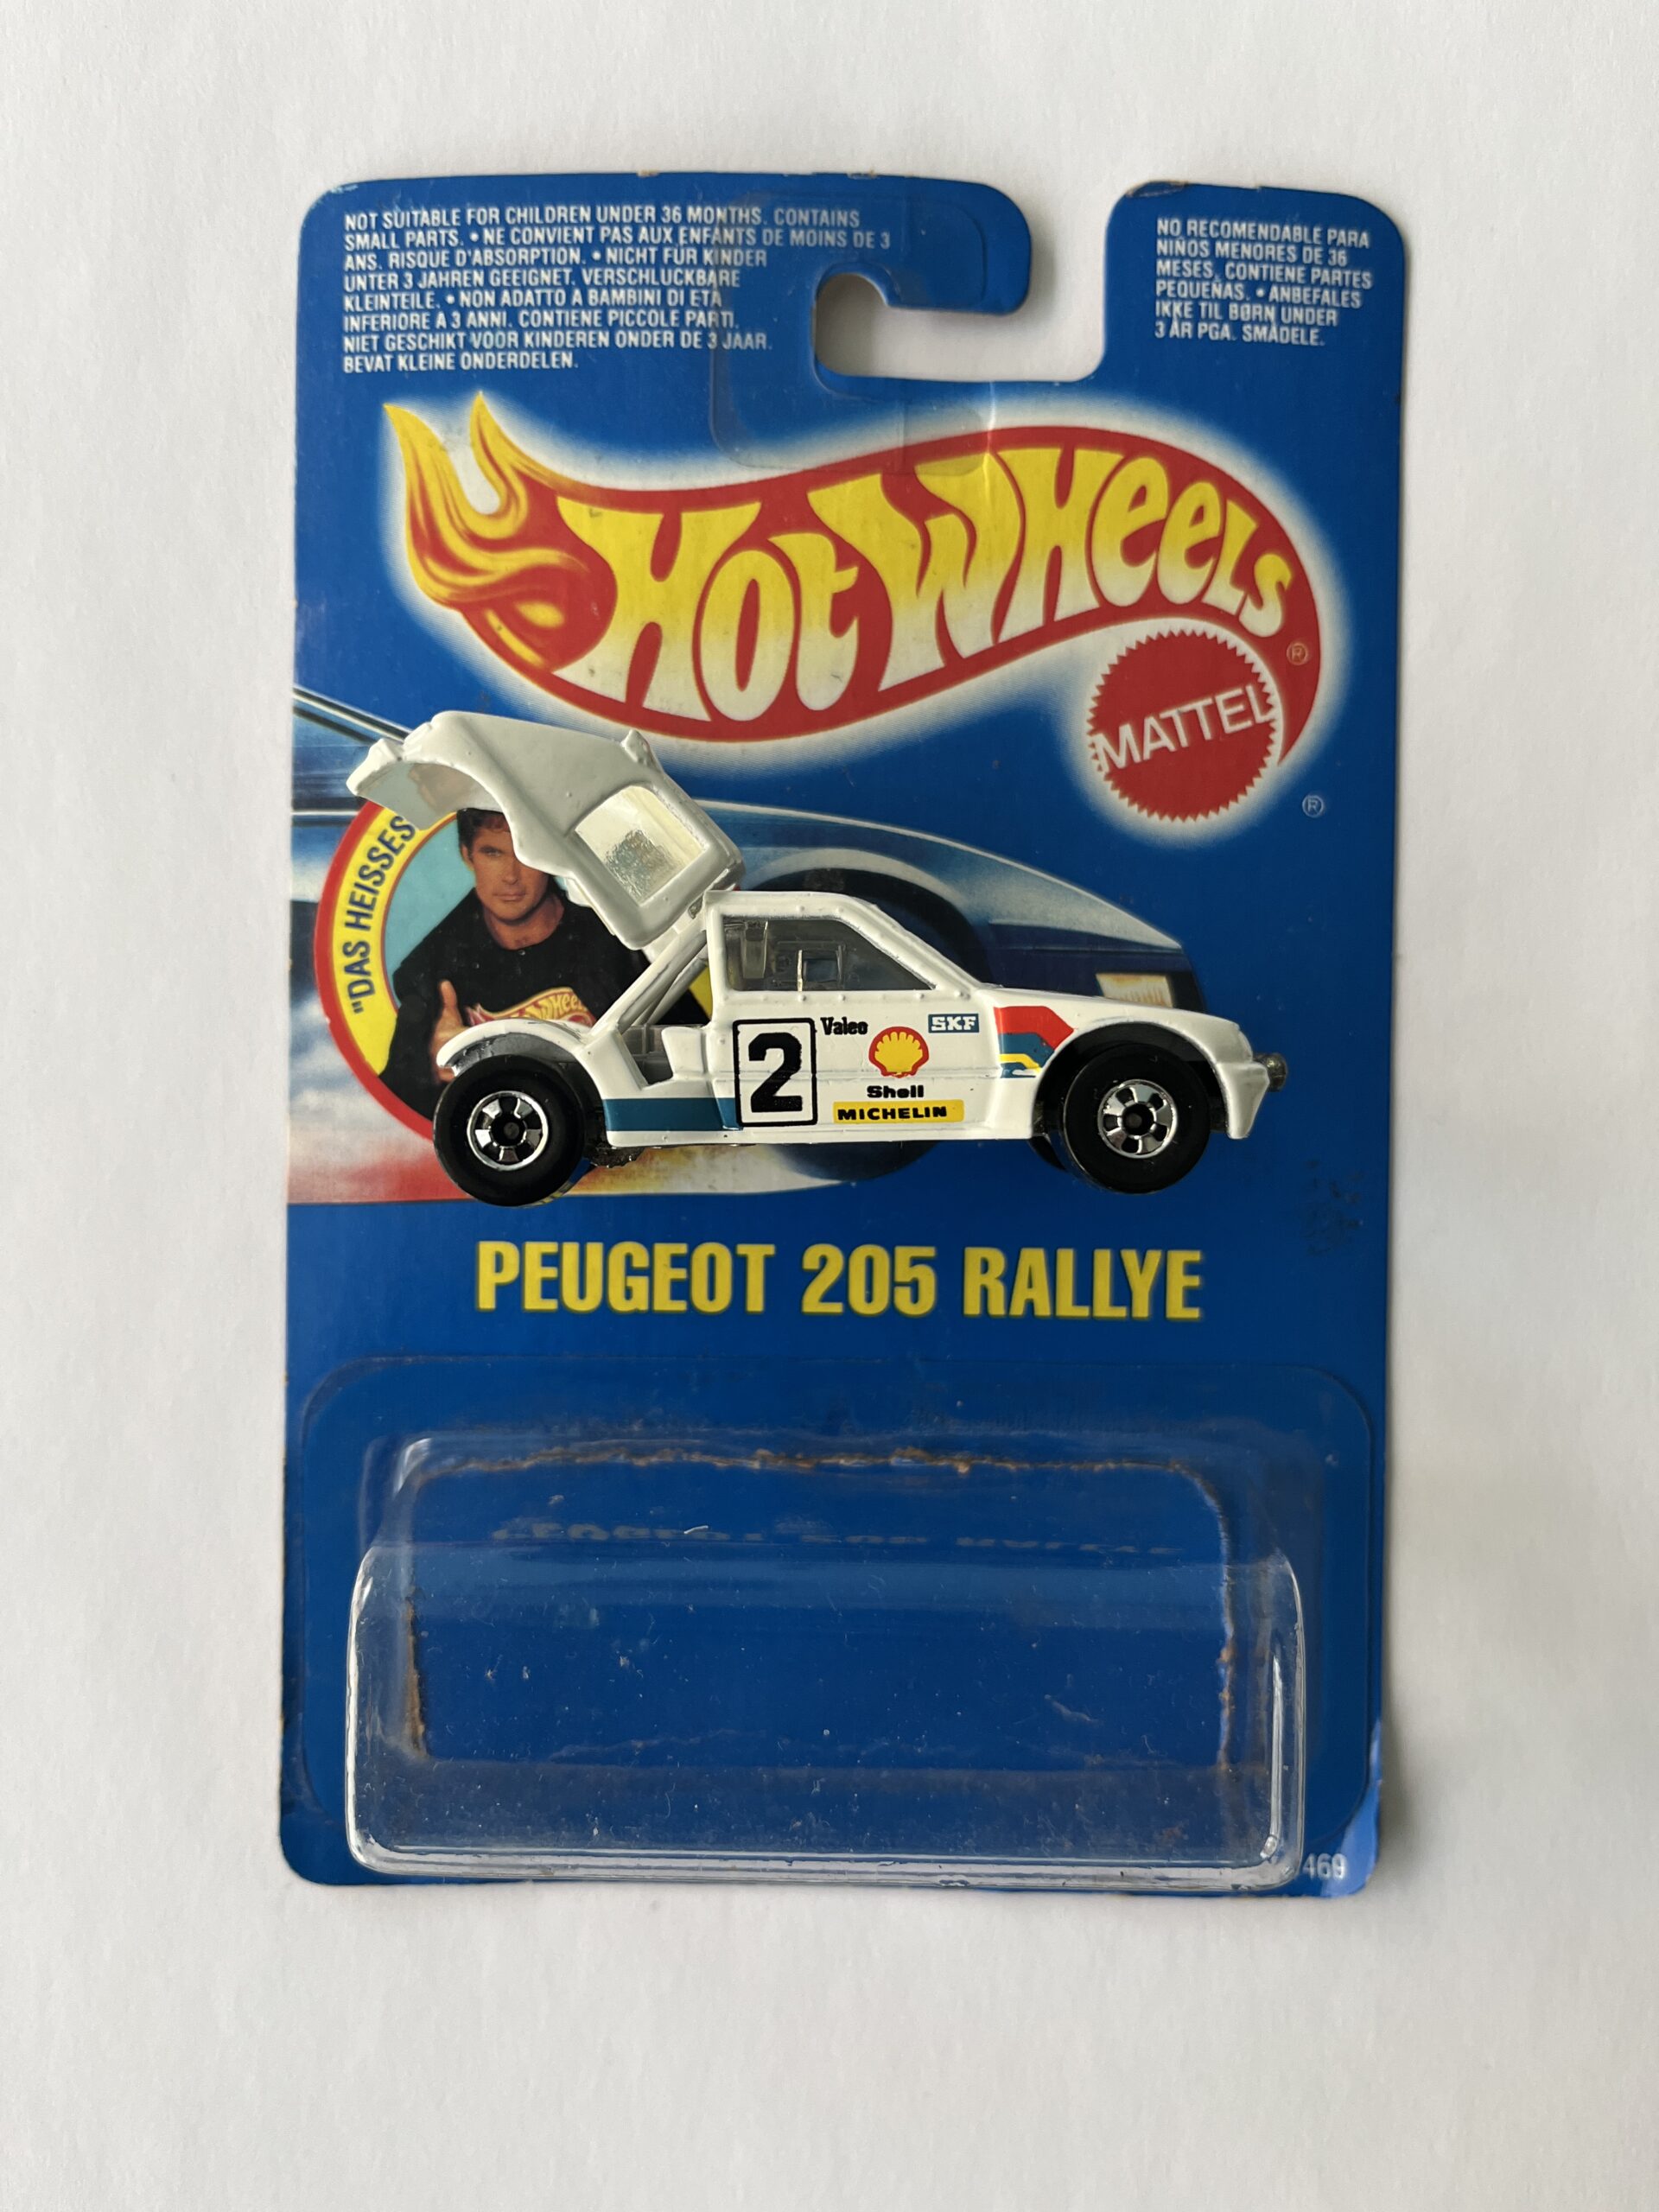 NOT SUITABLE FOR CHILDREN UNDER 36 MONTHS. CONTAINS
SMALL PARTS. • NE CONVIENT PAS AUX ENFANTS DE MOINS DE 3
ANS. RISQUE D'ABSORPTION. • NICHT FÜR KINDER
UNTER 3 JAHREN GEEIGNET. VERSCHLUCKBARE
KLEINTEILE. • NON ADATTO A BAMBINI DI ETA
INFERIORE A 3 ANNI. CONTIENE PICCOLE PARTI.
NIET GESCHIKT VOOR KINDEREN ONDER DE 3 JAAR.
BEVAT KLEINE ONDERDELEN.
NO RECOMENDABLE PARA
NIÑOS MENORES DE 36
MESES, CONTIENE PARTES
PEQUEÑAS. • ANBEFALES
IKKE TIL BØRN UNDER
3 ÅR PGA. SMÅDELE.
HOT WHEELS ®
MATTEL
®
"DAS HEISSES
2
Valeo
SKF
Shell
MICHELIN
PEUGEOT 205 RALLYE
469